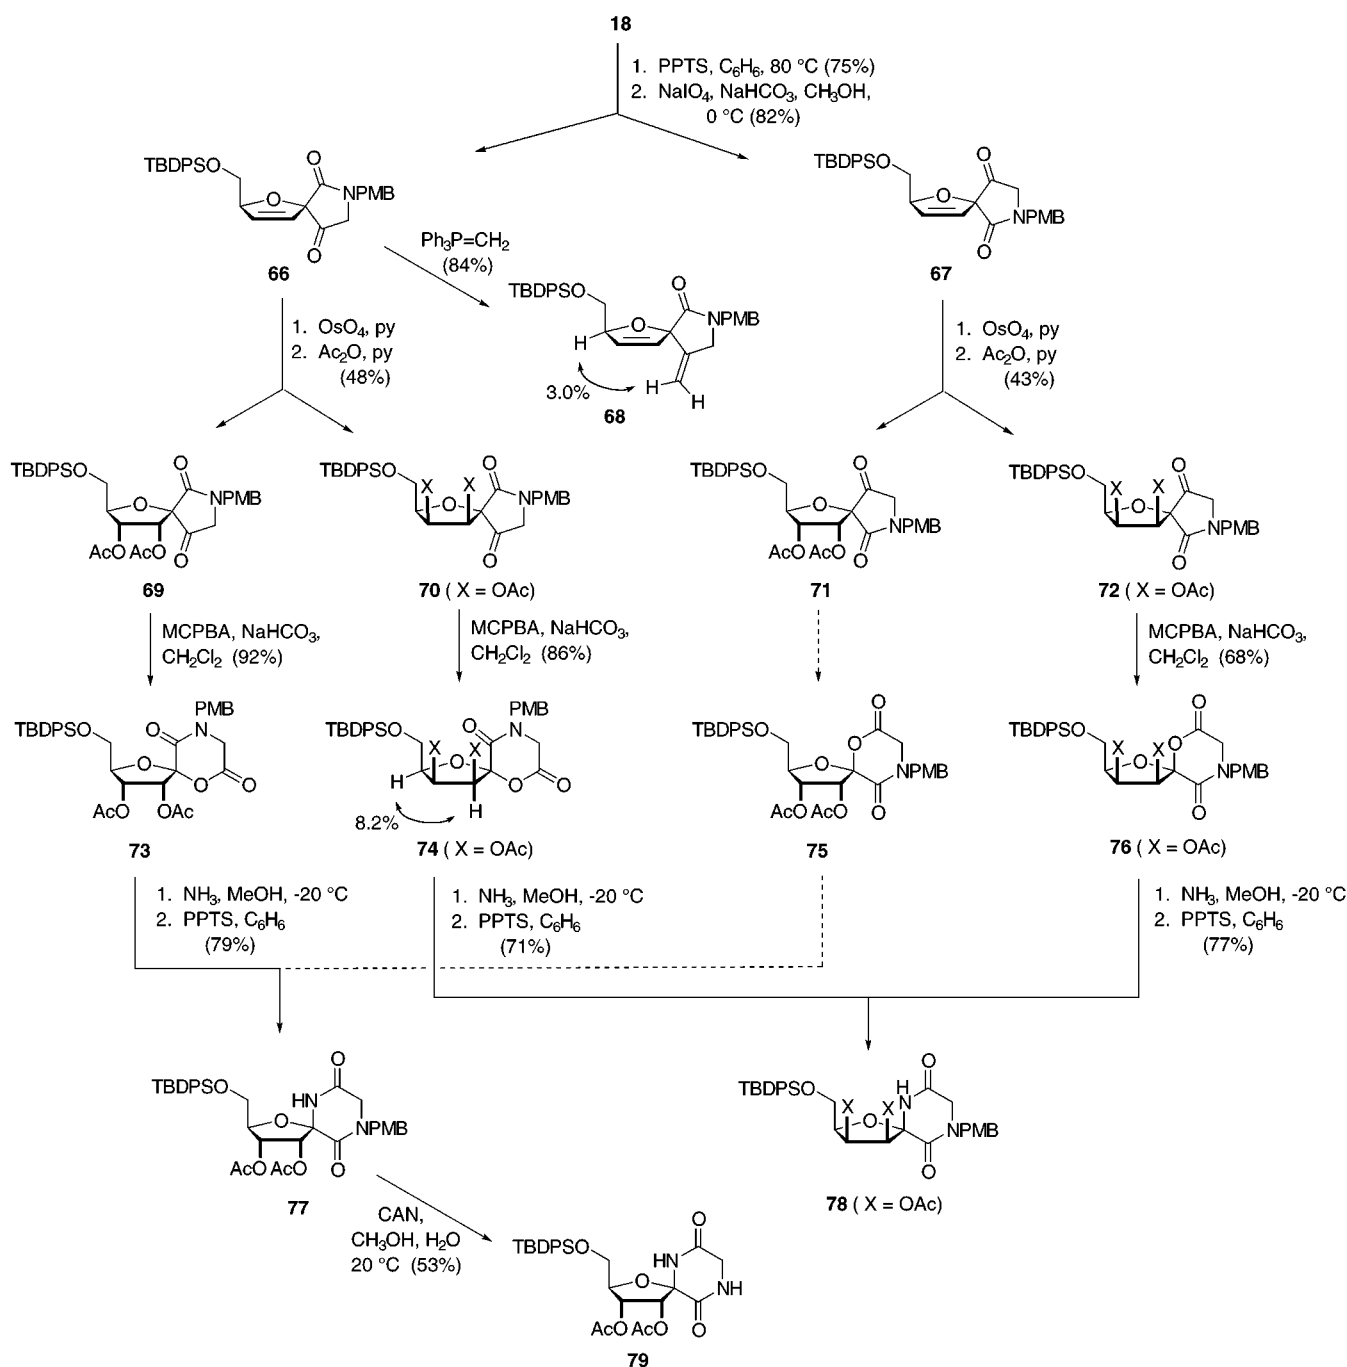 18
1. PPTS, C6H6, 80 °C (75%)
2. NaIO4, NaHCO3, CH3OH,
0 °C (82%)
TBDPSO
O
O
NPMB
O
66
Ph3P=CH2
(84%)
TBDPSO
O
O
NPMB
O
67
TBDPSO
O
O
NPMB
H
H
H
3.0%
68
1. OsO4, py
2. Ac2O, py
(48%)
1. OsO4, py
2. Ac2O, py
(43%)
TBDPSO
O
O
NPMB
AcO AcO
O
69
TBDPSO
X
X
O
O
NPMB
O
70 ( X = OAc)
TBDPSO
O
O
NPMB
AcO AcO
O
71
TBDPSO
X
X
O
O
NPMB
O
72 ( X = OAc)
MCPBA, NaHCO3,
CH2Cl2 (92%)
MCPBA, NaHCO3,
CH2Cl2 (86%)
MCPBA, NaHCO3,
CH2Cl2 (68%)
TBDPSO
PMB
O
N
O
O
O
AcO OAc
73
TBDPSO
PMB
O
N
X
X
O
O
O
H
H
8.2%
74 ( X = OAc)
TBDPSO
O
O
O
NPMB
AcO AcO
O
75
TBDPSO
O
X
X
O
O
NPMB
O
76 ( X = OAc)
1. NH3, MeOH, -20 °C
2. PPTS, C6H6
(79%)
1. NH3, MeOH, -20 °C
2. PPTS, C6H6
(71%)
1. NH3, MeOH, -20 °C
2. PPTS, C6H6
(77%)
TBDPSO
O
HN
O
NPMB
AcO AcO
O
77
TBDPSO
O
H
N
X
X
O
NPMB
O
78 ( X = OAc)
CAN,
CH3OH, H2O
20 °C (53%)
TBDPSO
O
HN
O
NH
AcO AcO
O
79